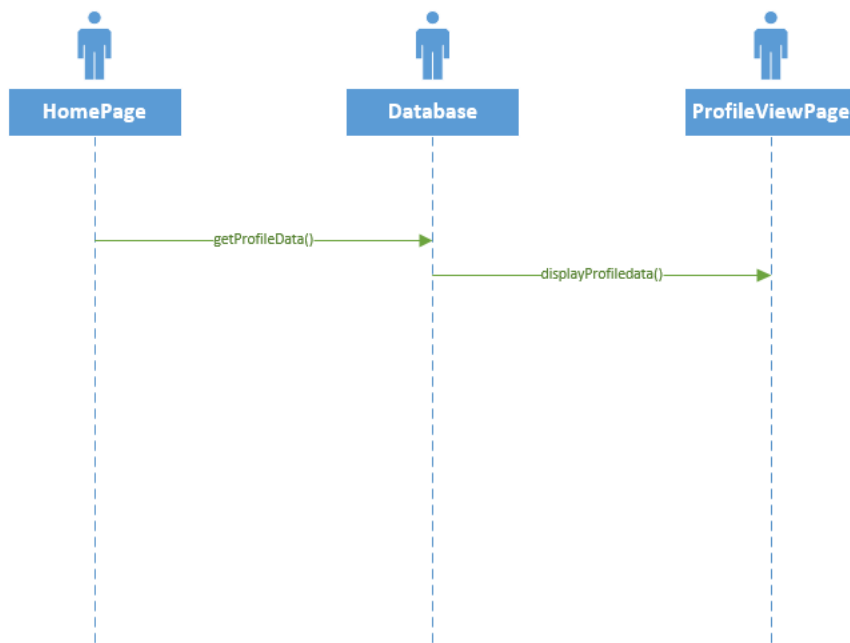 HomePage
Database
ProfileViewPage
getProfileData()
displayProfiledata()